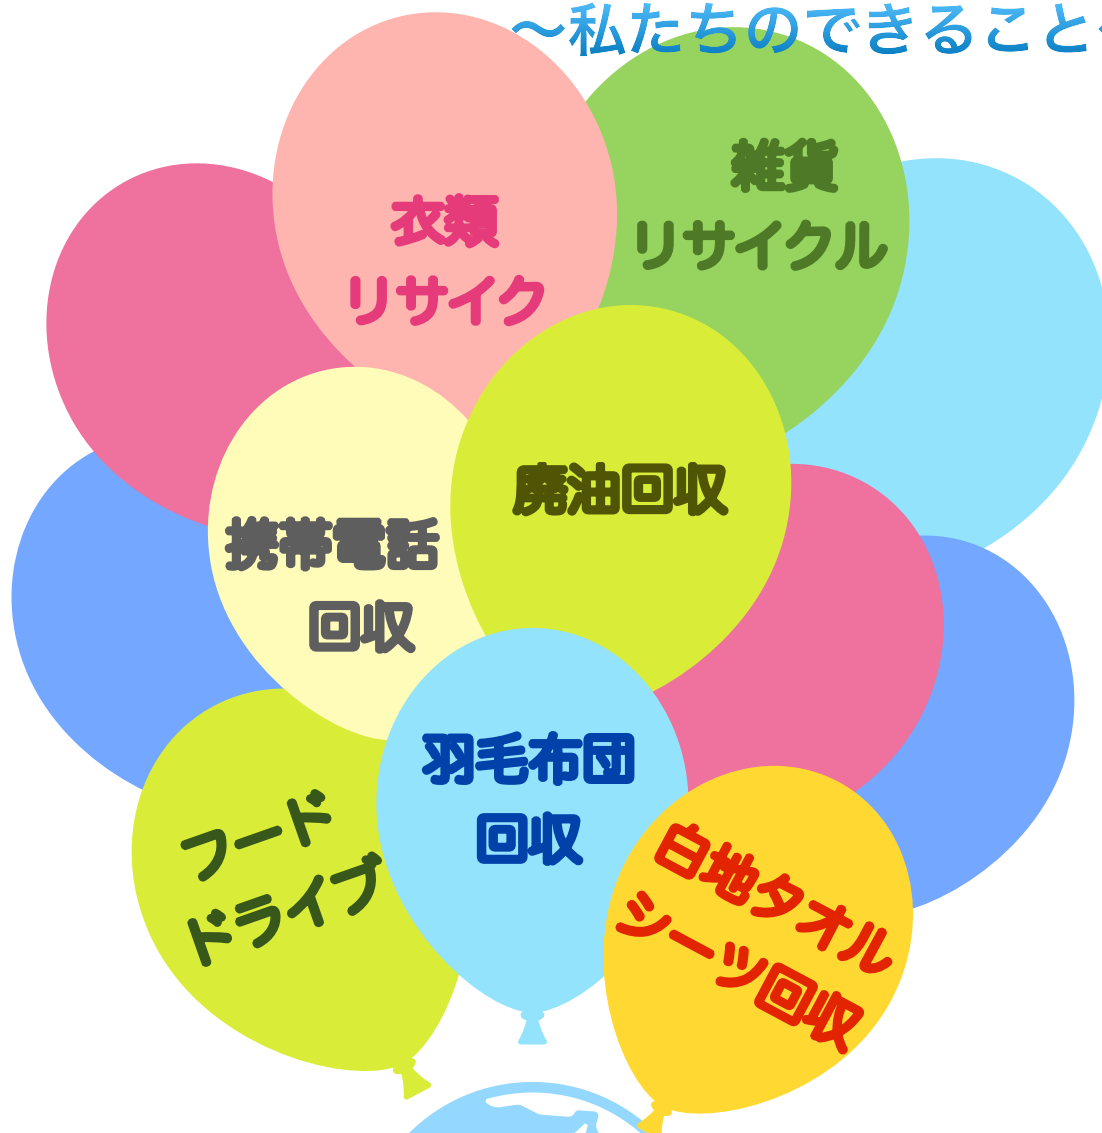 ～私たちのできること
衣類
リサイク
雑貨
リサイクル
廃油回収
携帯電話
回収
羽毛布団
回収
フード
ドライブ
白地タオル
シーツ回収